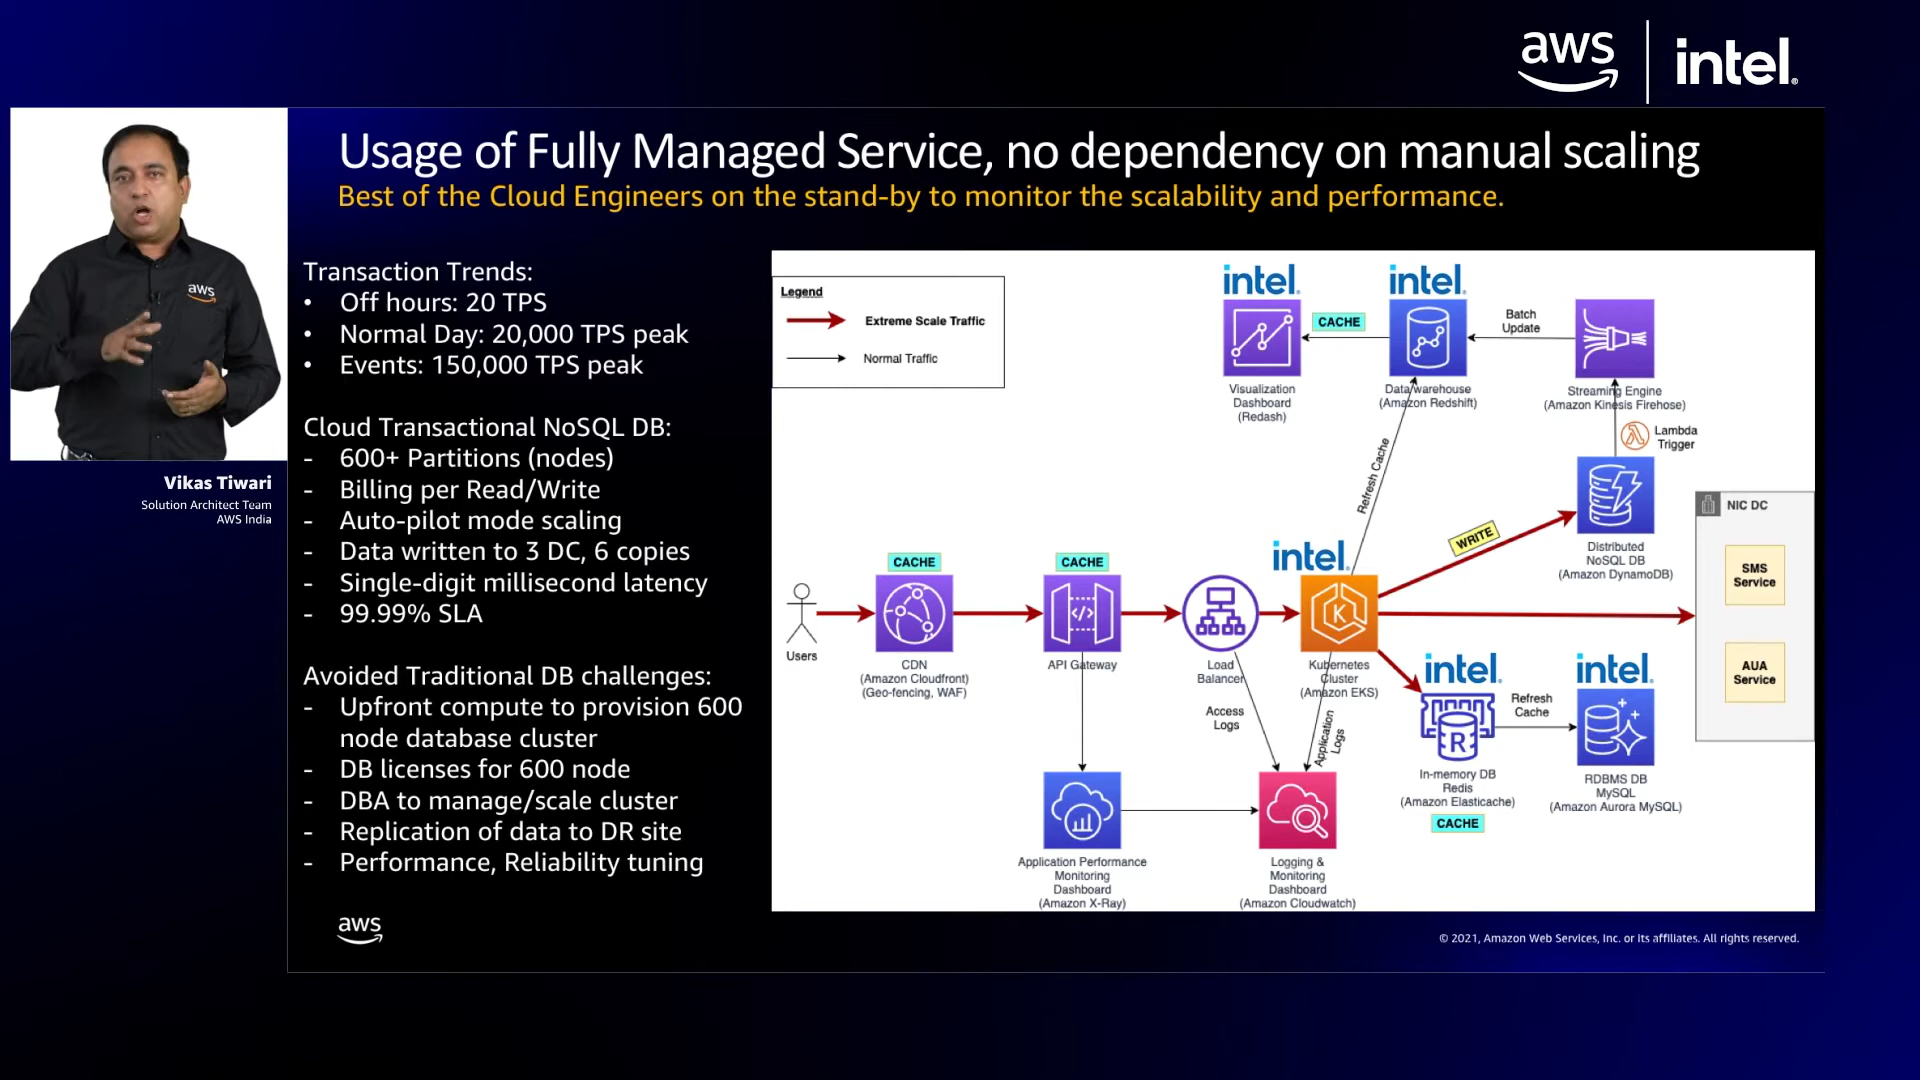 aws
intel.
Usage of Fully Managed Service, no dependency on manual scaling
Best of the Cloud Engineers on the stand-by to monitor the scalability and performance.
aws
Vikas Tiwari
Solution Architect Team
AWS India
Transaction Trends:
• Off hours: 20 TPS
• Normal Day: 20,000 TPS peak
• Events: 150,000 TPS peak
Cloud Transactional NoSQL DB:
- 600+ Partitions (nodes)
- Billing per Read/Write
- Auto-pilot mode scaling
- Data written to 3 DC, 6 copies
- Single-digit millisecond latency
- 99.99% SLA
Avoided Traditional DB challenges:
- Upfront compute to provision 600
node database cluster
- DB licenses for 600 node
- DBA to manage/scale cluster
- Replication of data to DR site
- Performance, Reliability tuning
aws
Legend
Extreme Scale Traffic
Normal Traffic
intel.
intel.
CACHE
Batch
Update
Visualization
Dashboard
(Redash)
Data warehouse
(Amazon Redshift)
Streaming Engine
(Amazon Kinesis Firehose)
Lambda
Trigger
Refresh Cache
WRITE
Distributed
NoSQL DB
(Amazon DynamoDB)
NIC DC
SMS
Service
AUA
Service
CACHE
CACHE
intel.
K
Users
CDN
(Amazon Cloudfront)
(Geo-fencing, WAF)
</>
API Gateway
Load
Balancer
Kubernetes
Cluster
(Amazon EKS)
Access
Logs
Application
Logs
intel.
intel.
R
Refresh
Cache
In-memory DB
Redis
(Amazon Elasticache)
CACHE
RDBMS DB
MySQL
(Amazon Aurora MySQL)
Application Performance
Monitoring
Dashboard
(Amazon X-Ray)
Logging &
Monitoring
Dashboard
(Amazon Cloudwatch)
© 2021, Amazon Web Services, Inc. or its affiliates. All rights reserved.